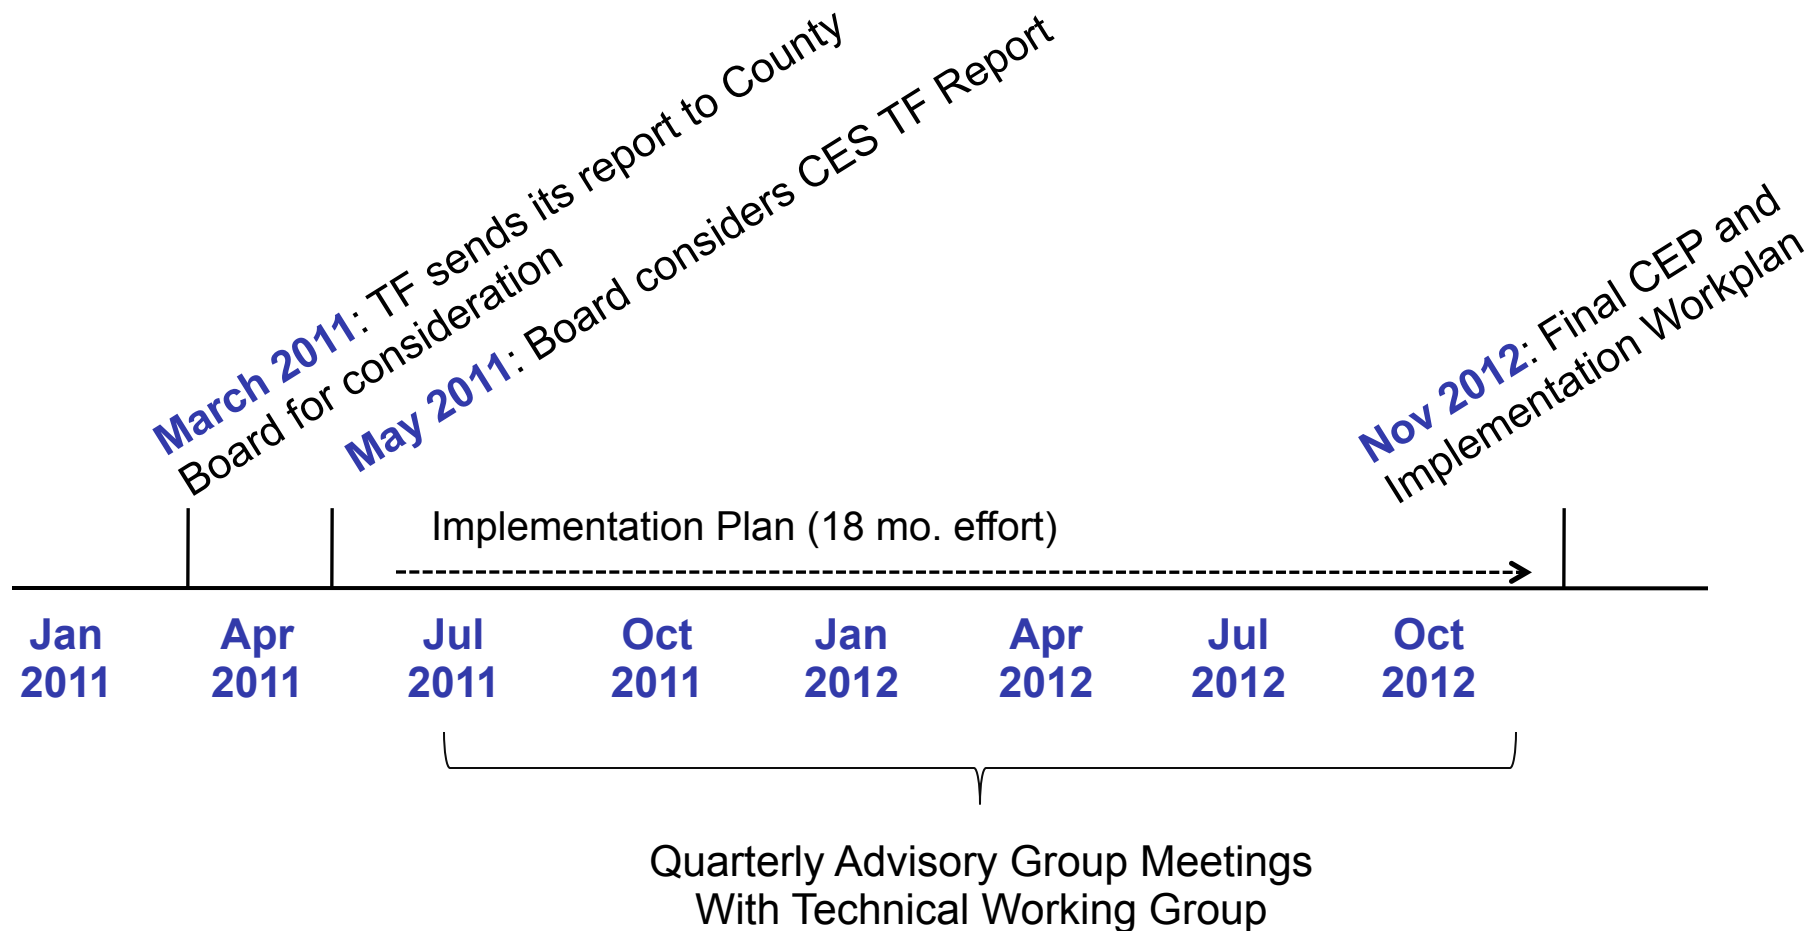 March 2011: TF sends its report to County
Board for consideration
May 2011: Board considers CES TF Report
Nov 2012: Final CEP and
Implementation Workplan
Implementation Plan (18 mo. effort)
Jan
2011
Apr
2011
Jul
2011
Oct
2011
Jan
2012
Apr
2012
Jul
2012
Oct
2012
Quarterly Advisory Group Meetings
With Technical Working Group